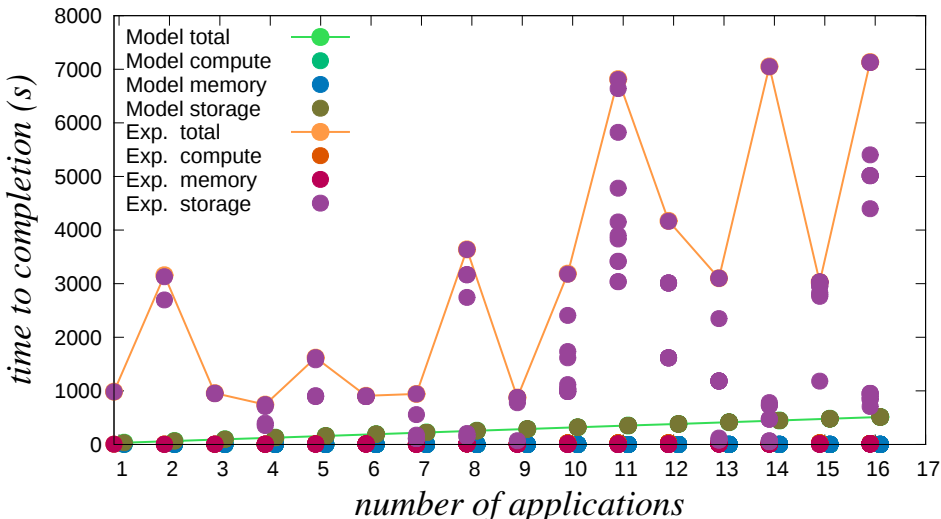 8000
7000
6000
5000
4000
3000
2000
1000
0
time to completion (s)
Model total
Model compute
Model memory
Model storage
Exp. total
Exp. compute
Exp. memory
Exp. storage
1 2 3 4 5 6 7 8 9 10 11 12 13 14 15 16 17
number of applications